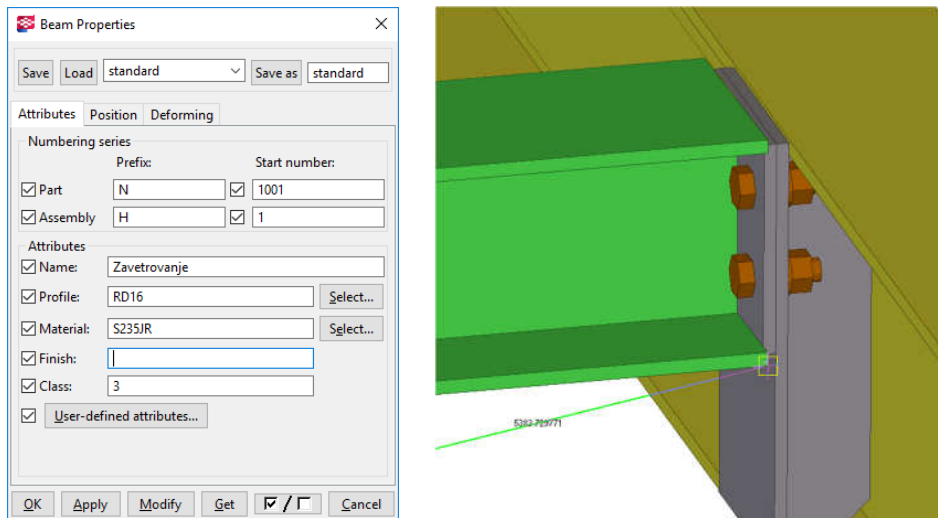 Beam Properties
Save Load standard Save as standard
Attributes Position Deforming
Numbering series
Prefix: Start number:
Part N 1001
Assembly H 1
Attributes
Name: Zavetrovanje
Profile: RD16 Select...
Material: S235JR Select...
Finish:
Class: 3
User-defined attributes...
OK Apply Modify Get / Cancel